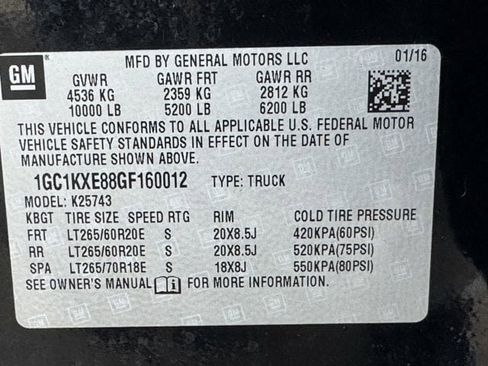 GM
MFD BY GENERAL MOTORS LLC 01/16
GVWR GAWR FRT GAWR RR
4536 KG 2359 KG 2812 KG
10000 LB 5200 LB 6200 LB
THIS VEHICLE CONFORMS TO ALL APPLICABLE U.S. FEDERAL MOTOR
VEHICLE SAFETY STANDARDS IN EFFECT ON THE DATE OF
MANUFACTURE SHOWN ABOVE.
1GC1KXE88GF160012 TYPE: TRUCK
MODEL: K25743
KBGT TIRE SIZE SPEED RTG RIM COLD TIRE PRESSURE
FRT LT265/60R20E S 20X8.5J 420KPA(60PSI)
RR LT265/60R20E S 20X8.5J 520KPA(75PSI)
SPA LT265/70R18E S 18X8J 550KPA(80PSI)
SEE OWNER'S MANUAL FOR MORE INFORMATION.